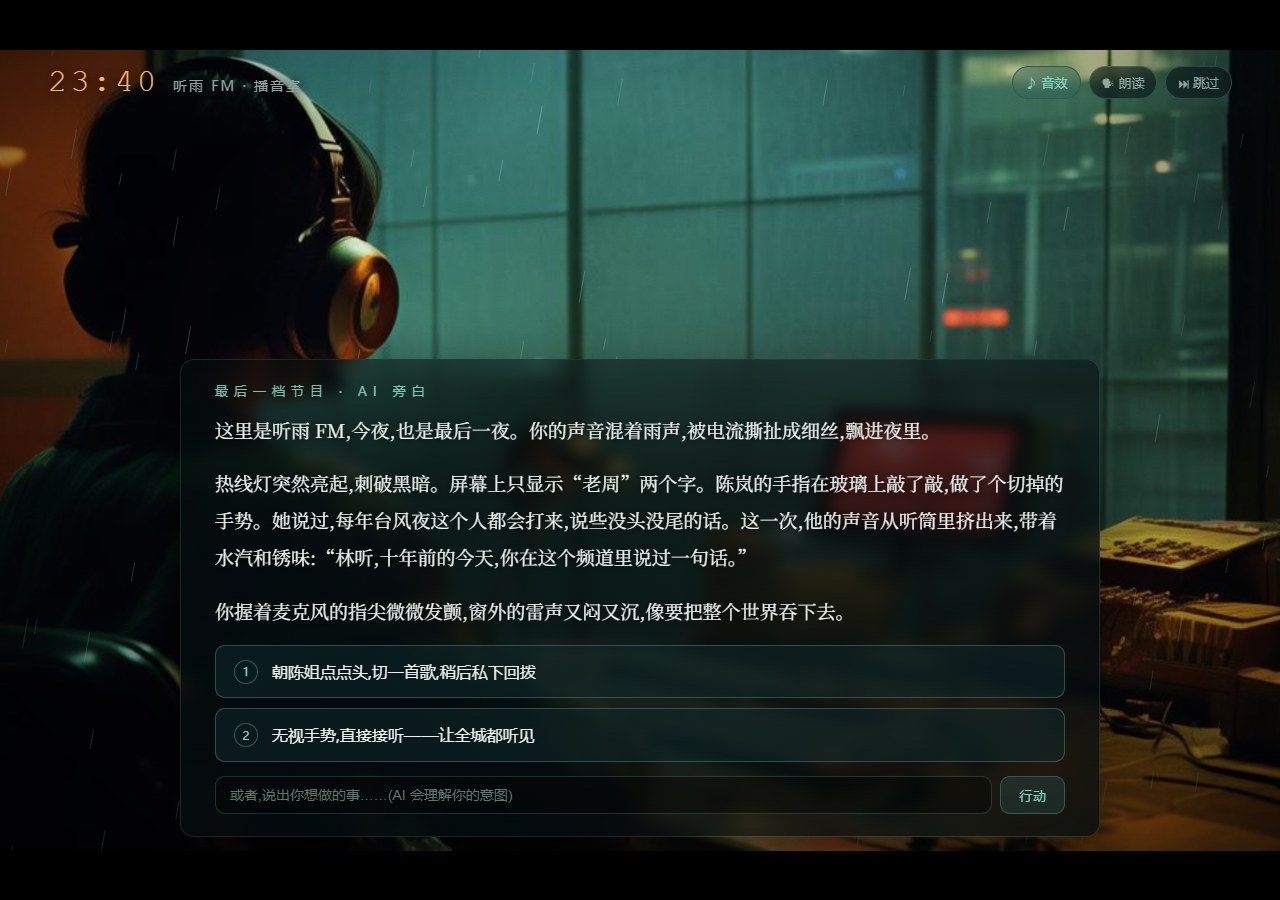 23:40 听雨 FM · 播音室
♪ 音效
朗读
跳过
最后一档节目 · AI 旁白
这里是听雨 FM,今夜,也是最后一夜。你的声音混着雨声,被电流撕扯成细丝,飘进夜里。
热线灯突然亮起,刺破黑暗。屏幕上只显示“老周”两个字。陈岚的手指在玻璃上敲了敲,做了个切掉的
手势。她说过,每年台风夜这个人都会打来,说些没头没尾的话。这一次,他的声音从听筒里挤出来,带着
水汽和锈味:“林听,十年前的今天,你在这个频道里说过一句话。”
你握着麦克风的指尖微微发颤,窗外的雷声又闷又沉,像要把整个世界吞下去。
1 朝陈姐点点头,切一首歌,稍后私下回拨
2 无视手势,直接接听——让全城都听见
或者,说出你想做的事……(AI 会理解你的意图)
行动